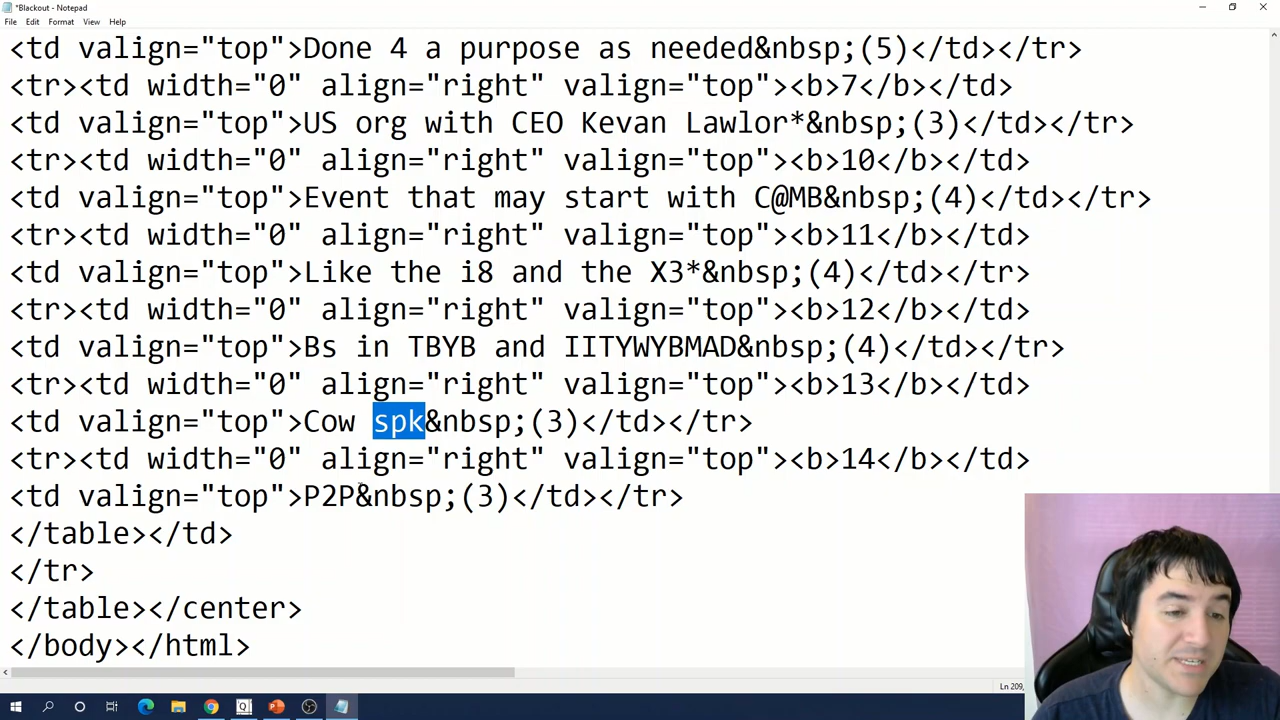 *Blackout - Notepad
File Edit Format View Help
<td valign="top">Done 4 a purpose as needed&nbsp;(5)</td></tr>
<tr><td width="0" align="right" valign="top"><b>7</b></td>
<td valign="top">US org with CEO Kevan Lawlor*&nbsp;(3)</td></tr>
<tr><td width="0" align="right" valign="top"><b>10</b></td>
<td valign="top">Event that may start with C@MB&nbsp;(4)</td></tr>
<tr><td width="0" align="right" valign="top"><b>11</b></td>
<td valign="top">Like the i8 and the X3*&nbsp;(4)</td></tr>
<tr><td width="0" align="right" valign="top"><b>12</b></td>
<td valign="top">Bs in TBYB and IITYWYBMAD&nbsp;(4)</td></tr>
<tr><td width="0" align="right" valign="top"><b>13</b></td>
<td valign="top">Cow spk&nbsp;(3)</td></tr>
<tr><td width="0" align="right" valign="top"><b>14</b></td>
<td valign="top">P2P&nbsp;(3)</td></tr>
</table></td>
</tr>
</table></center>
</body></html>
Ln 209,